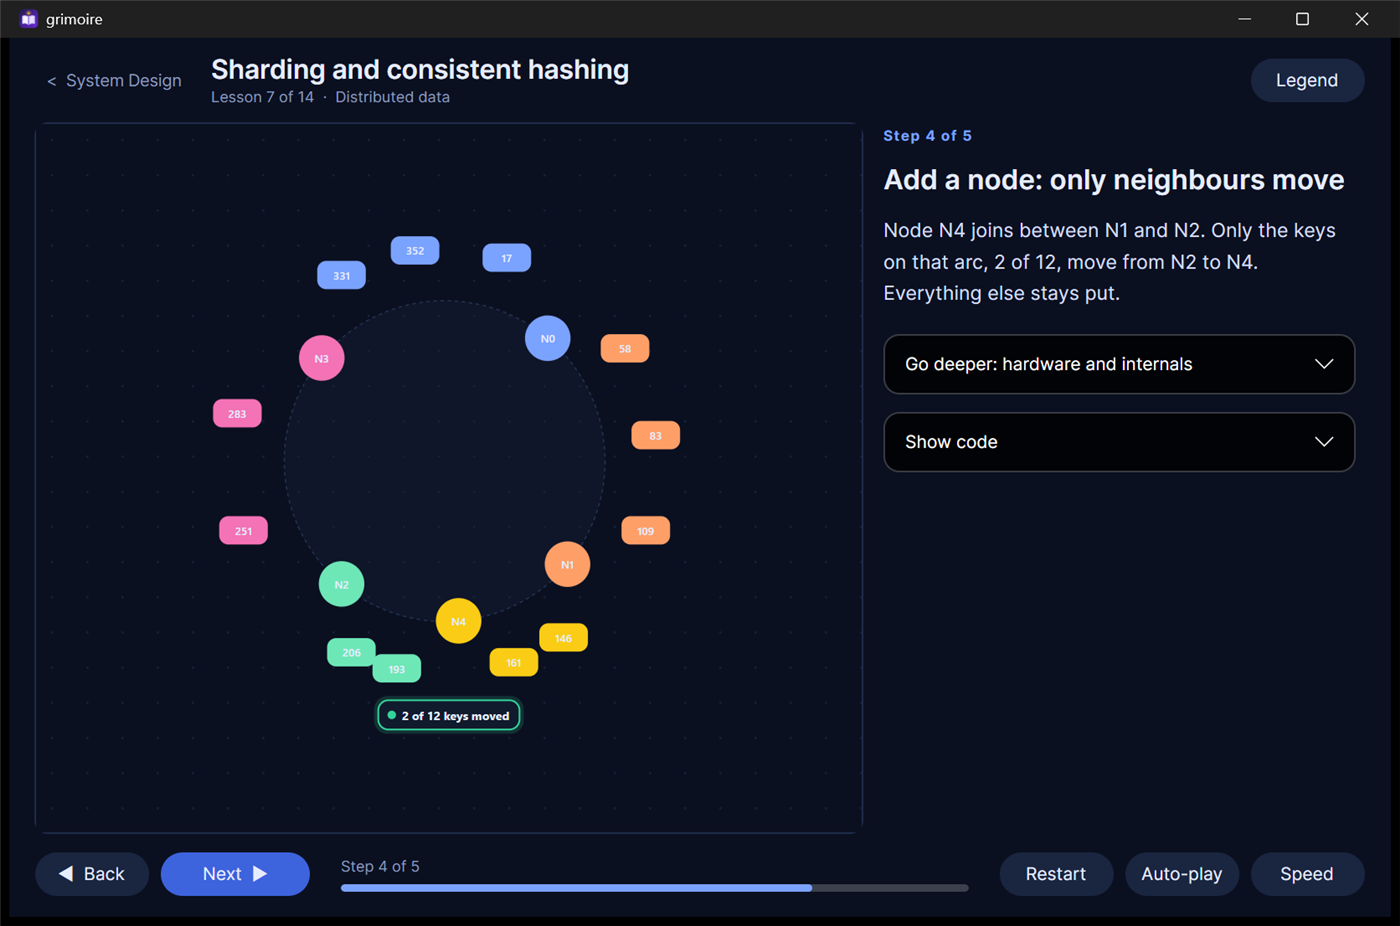 grimoire
< System Design
Sharding and consistent hashing
Lesson 7 of 14 · Distributed data
Legend
352
17
331
N0
58
N3
283
83
251
109
N1
N2
N4
146
206
193
161
2 of 12 keys moved
Step 4 of 5
Add a node: only neighbours move
Node N4 joins between N1 and N2. Only the keys
on that arc, 2 of 12, move from N2 to N4.
Everything else stays put.
Go deeper: hardware and internals
Show code
Back
Next
Step 4 of 5
Restart
Auto-play
Speed